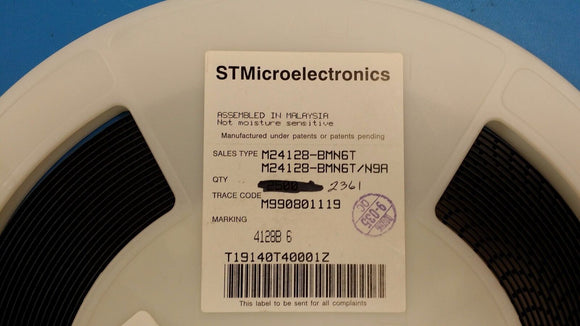 STMicroelectronics
ASSEMBLED IN MALAYSIA
Not moisture sensitive
Manufactured under patents or patents pending
SALES TYPE M24128-BMN6T
M24128-BMN6T/N9A
QTY 2500 2361
TRACE CODE M990801119
MARKING
4128B 6
T19140T40001Z
This label to be sent for all complaints